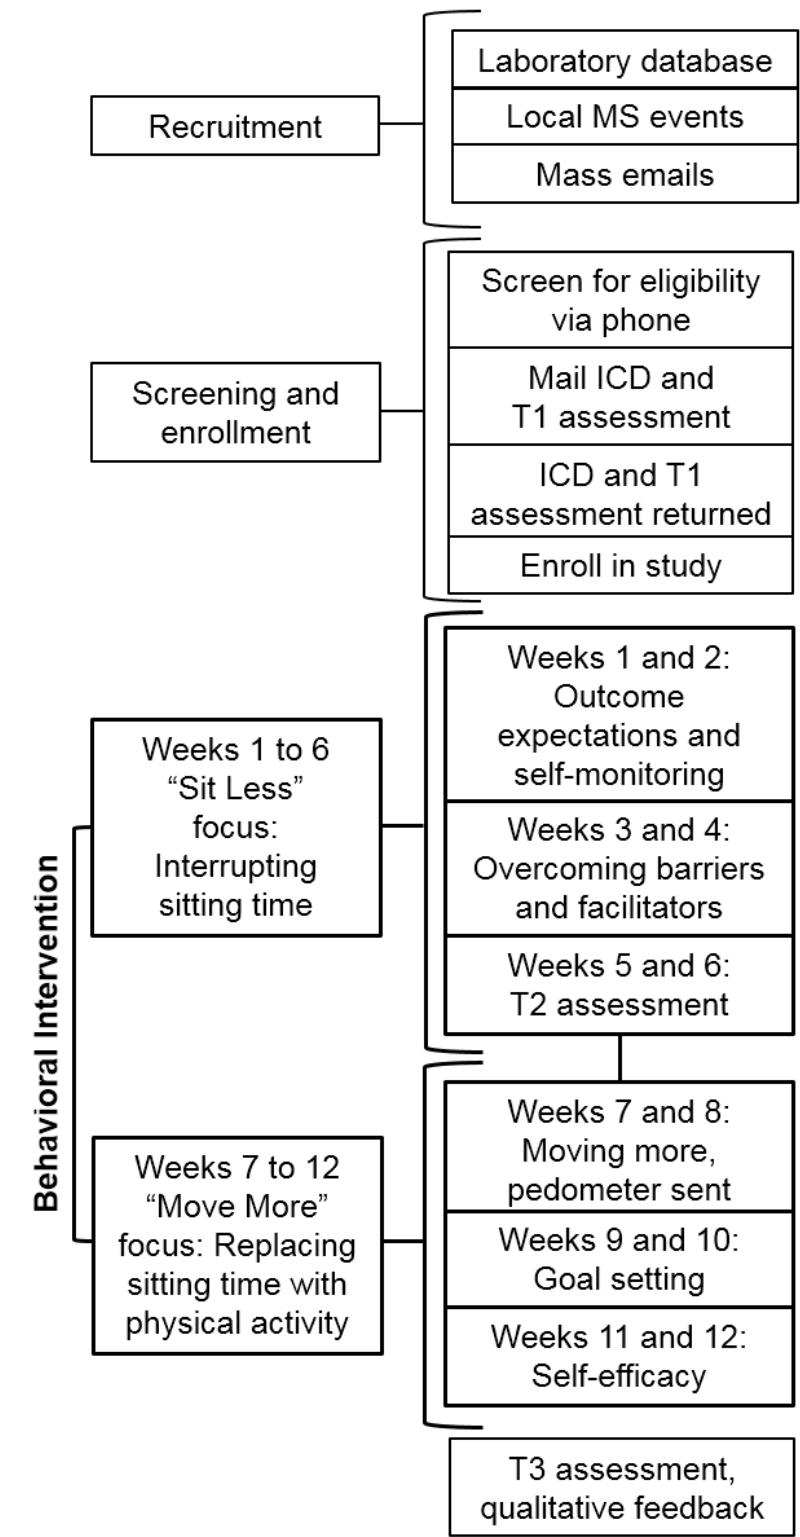 Recruitment
Laboratory database
Local MS events
Mass emails
Screening and
enrollment
Screen for eligibility
via phone
Mail ICD and
T1 assessment
ICD and T1
assessment returned
Enroll in study
Behavioral Intervention
Weeks 1 to 6
“Sit Less”
focus:
Interrupting
sitting time
Weeks 1 and 2:
Outcome
expectations and
self-monitoring
Weeks 3 and 4:
Overcoming barriers
and facilitators
Weeks 5 and 6:
T2 assessment
Weeks 7 to 12
“Move More”
focus: Replacing
sitting time with
physical activity
Weeks 7 and 8:
Moving more,
pedometer sent
Weeks 9 and 10:
Goal setting
Weeks 11 and 12:
Self-efficacy
T3 assessment,
qualitative feedback